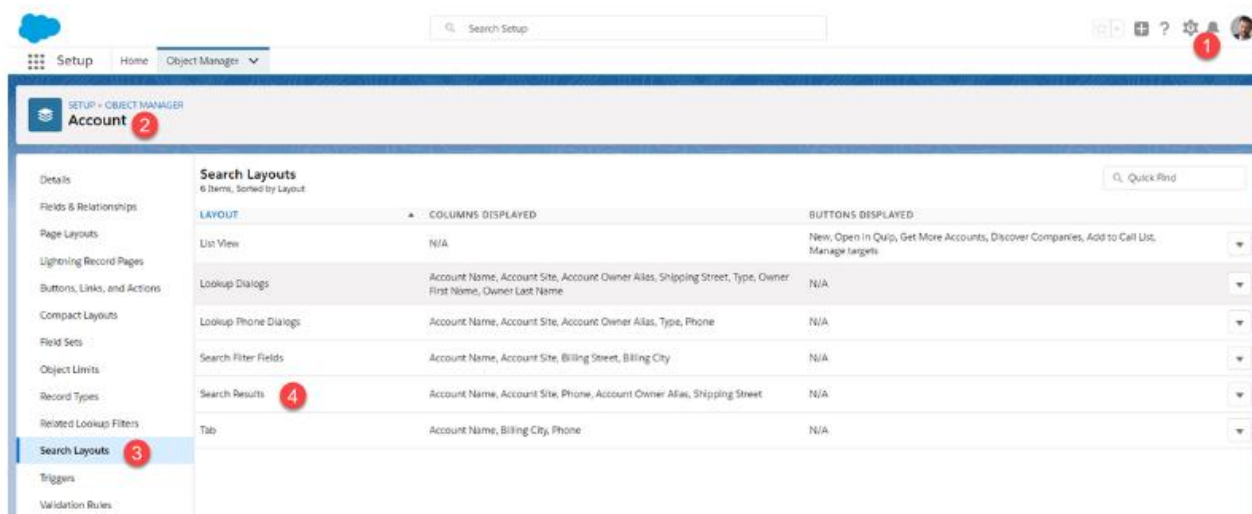 Search Setup
1
Setup Home Object Manager
SETUP > OBJECT MANAGER
Account 2
Details
Fields & Relationships
Page Layouts
Lightning Record Pages
Buttons, Links, and Actions
Compact Layouts
Field Sets
Object Limits
Record Types
Related Lookup Filters
Search Layouts 3
Triggers
Validation Rules
Search Layouts
6 Items, Sorted by Layout
Quick Find
LAYOUT COLUMNS DISPLAYED BUTTONS DISPLAYED
List View N/A New, Open in Quip, Get More Accounts, Discover Companies, Add to Call List,
Manage targets
Lookup Dialogs Account Name, Account Site, Account Owner Alias, Shipping Street, Type, Owner
First Name, Owner Last Name N/A
Lookup Phone Dialogs Account Name, Account Site, Account Owner Alias, Type, Phone N/A
Search Filter Fields Account Name, Account Site, Billing Street, Billing City N/A
Search Results 4 Account Name, Account Site, Phone, Account Owner Alias, Shipping Street N/A
Tab Account Name, Billing City, Phone N/A